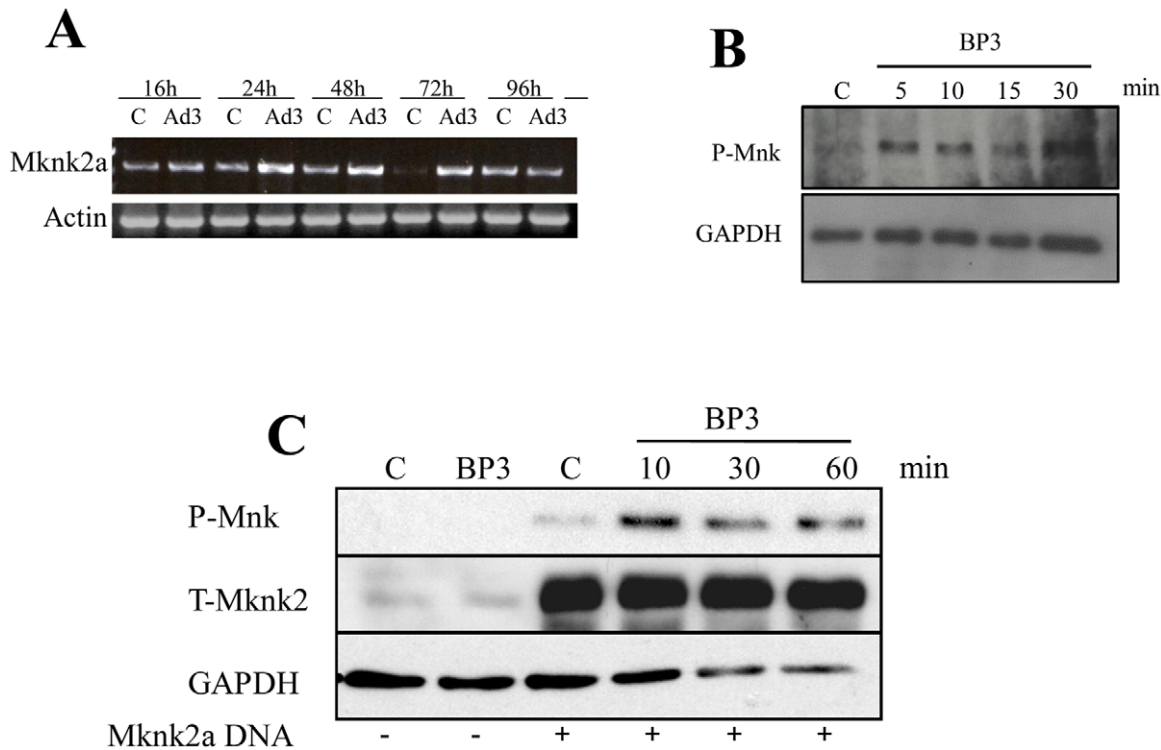 A
16h 24h 48h 72h 96h
C Ad3 C Ad3 C Ad3 C Ad3 C Ad3
Mknk2a
Actin
B
BP3
C 5 10 15 30 min
P-Mnk
GAPDH
C
BP3
C BP3 C 10 30 60 min
P-Mnk
T-Mknk2
GAPDH
Mknk2a DNA - - + + + +